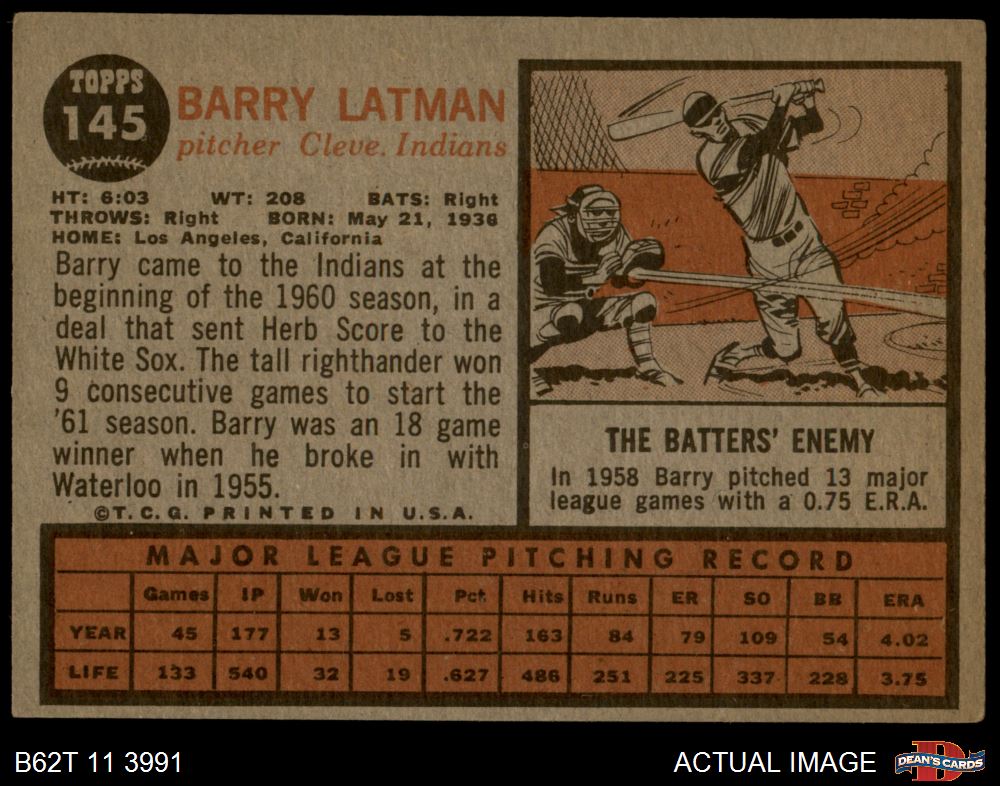 TOPPS
145
BARRY LATMAN
pitcher Cleve. Indians
HT: 6:03 WT: 208 BATS: Right
THROWS: Right BORN: May 21, 1936
HOME: Los Angeles, California
Barry came to the Indians at the
beginning of the 1960 season, in a
deal that sent Herb Score to the
White Sox. The tall righthander won
9 consecutive games to start the
'61 season. Barry was an 18 game
winner when he broke in with
Waterloo in 1955.
©T.C.G. PRINTED IN U.S.A.
THE BATTERS' ENEMY
In 1958 Barry pitched 13 major
league games with a 0.75 E.R.A.
MAJOR LEAGUE PITCHING RECORD
Games IP Won Lost Pct. Hits Runs ER SO BB ERA
YEAR 45 177 13 5 .722 163 84 79 109 54 4.02
LIFE 133 540 32 19 .627 486 251 225 337 228 3.75
B62T 11 3991
ACTUAL IMAGE
D
DEAN'S CARDS